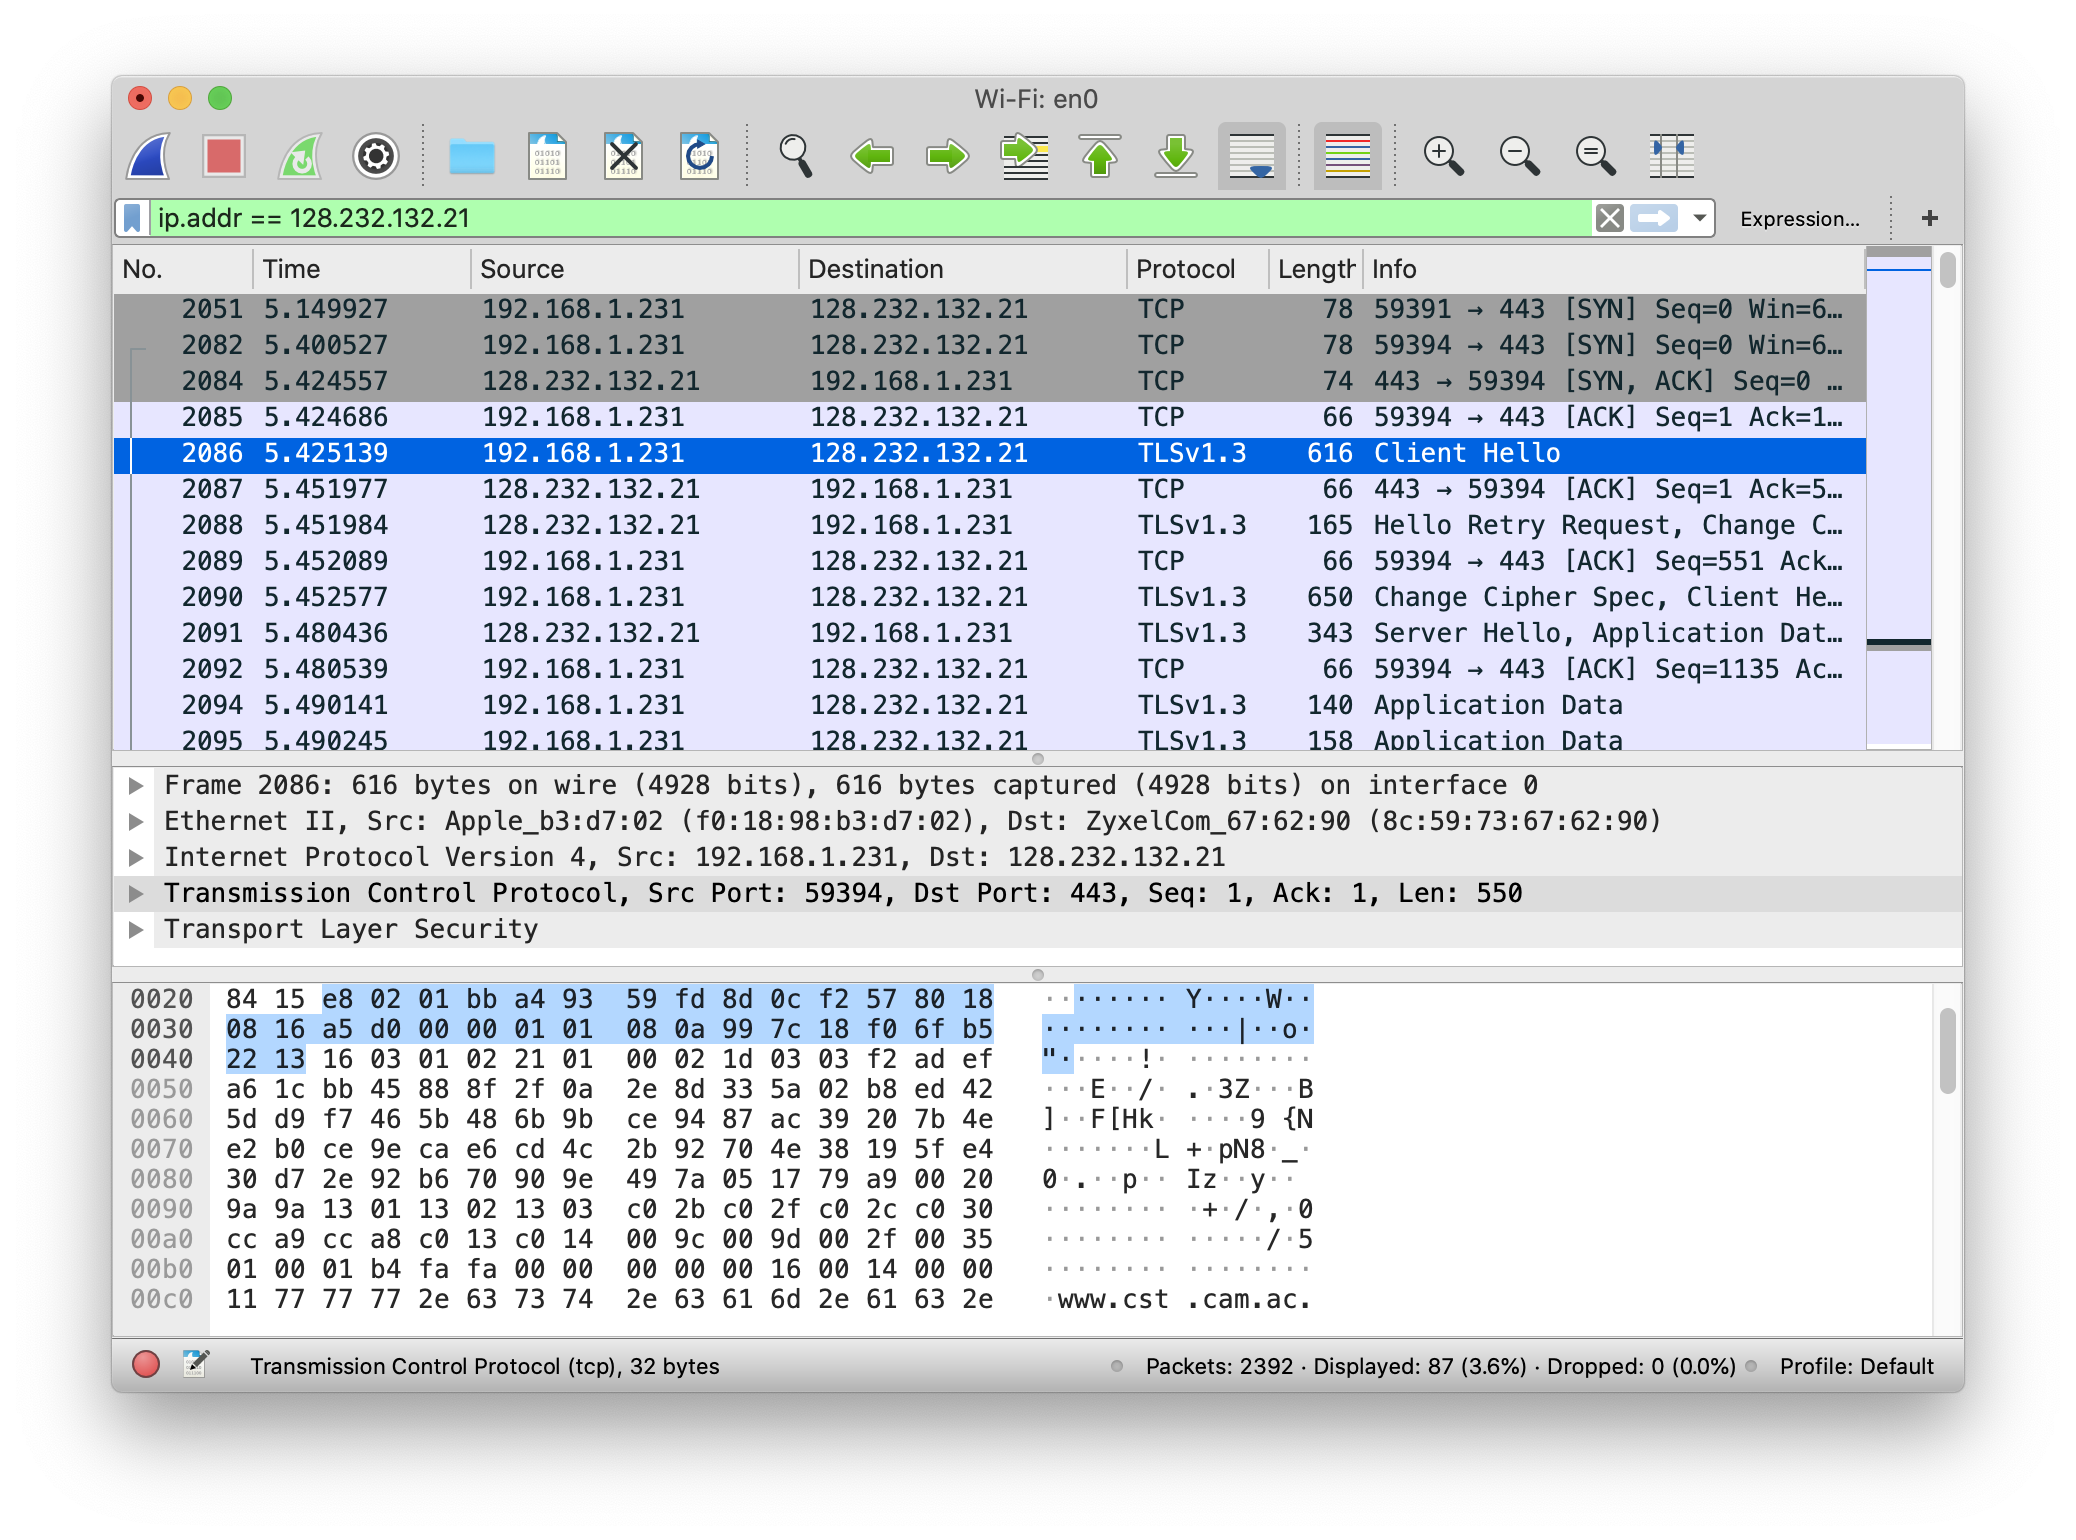 Wi-Fi: en0
ip.addr == 128.232.132.21 Expression… +
No. Time Source Destination Protocol Length Info
2051 5.149927 192.168.1.231 128.232.132.21 TCP 78 59391 → 443 [SYN] Seq=0 Win=6…
2082 5.400527 192.168.1.231 128.232.132.21 TCP 78 59394 → 443 [SYN] Seq=0 Win=6…
2084 5.424557 128.232.132.21 192.168.1.231 TCP 74 443 → 59394 [SYN, ACK] Seq=0 …
2085 5.424686 192.168.1.231 128.232.132.21 TCP 66 59394 → 443 [ACK] Seq=1 Ack=1…
2086 5.425139 192.168.1.231 128.232.132.21 TLSv1.3 616 Client Hello
2087 5.451977 128.232.132.21 192.168.1.231 TCP 66 443 → 59394 [ACK] Seq=1 Ack=5…
2088 5.451984 128.232.132.21 192.168.1.231 TLSv1.3 165 Hello Retry Request, Change C…
2089 5.452089 192.168.1.231 128.232.132.21 TCP 66 59394 → 443 [ACK] Seq=551 Ack…
2090 5.452577 192.168.1.231 128.232.132.21 TLSv1.3 650 Change Cipher Spec, Client He…
2091 5.480436 128.232.132.21 192.168.1.231 TLSv1.3 343 Server Hello, Application Dat…
2092 5.480539 192.168.1.231 128.232.132.21 TCP 66 59394 → 443 [ACK] Seq=1135 Ac…
2094 5.490141 192.168.1.231 128.232.132.21 TLSv1.3 140 Application Data
2095 5.490245 192.168.1.231 128.232.132.21 TLSv1.3 158 Application Data
Frame 2086: 616 bytes on wire (4928 bits), 616 bytes captured (4928 bits) on interface 0
Ethernet II, Src: Apple_b3:d7:02 (f0:18:98:b3:d7:02), Dst: ZyxelCom_67:62:90 (8c:59:73:67:62:90)
Internet Protocol Version 4, Src: 192.168.1.231, Dst: 128.232.132.21
Transmission Control Protocol, Src Port: 59394, Dst Port: 443, Seq: 1, Ack: 1, Len: 550
Transport Layer Security
0020 84 15 e8 02 01 bb a4 93 59 fd 8d 0c f2 57 80 18 ········ Y····W··
0030 08 16 a5 d0 00 00 01 01 08 0a 99 7c 18 f0 6f b5 ········ ···|··o·
0040 22 13 16 03 01 02 21 01 00 02 1d 03 03 f2 ad ef "·····!· ········
0050 a6 1c bb 45 88 8f 2f 0a 2e 8d 33 5a 02 b8 ed 42 ···E··/· .·3Z···B
0060 5d d9 f7 46 5b 48 6b 9b ce 94 87 ac 39 20 7b 4e ]··F[Hk· ····9 {N
0070 e2 b0 ce 9e ca e6 cd 4c 2b 92 70 4e 38 19 5f e4 ·······L +·pN8·_·
0080 30 d7 2e 92 b6 70 90 9e 49 7a 05 17 79 a9 00 20 0·.··p·· Iz··y··
0090 9a 9a 13 01 13 02 13 03 c0 2b c0 2f c0 2c c0 30 ········ ·+·/·,·0
00a0 cc a9 cc a8 c0 13 c0 14 00 9c 00 9d 00 2f 00 35 ········ ·····/·5
00b0 01 00 01 b4 fa fa 00 00 00 00 00 16 00 14 00 00 ········ ········
00c0 11 77 77 77 2e 63 73 74 2e 63 61 6d 2e 61 63 2e ·www.cst .cam.ac.
Transmission Control Protocol (tcp), 32 bytes Packets: 2392 · Displayed: 87 (3.6%) · Dropped: 0 (0.0%) Profile: Default